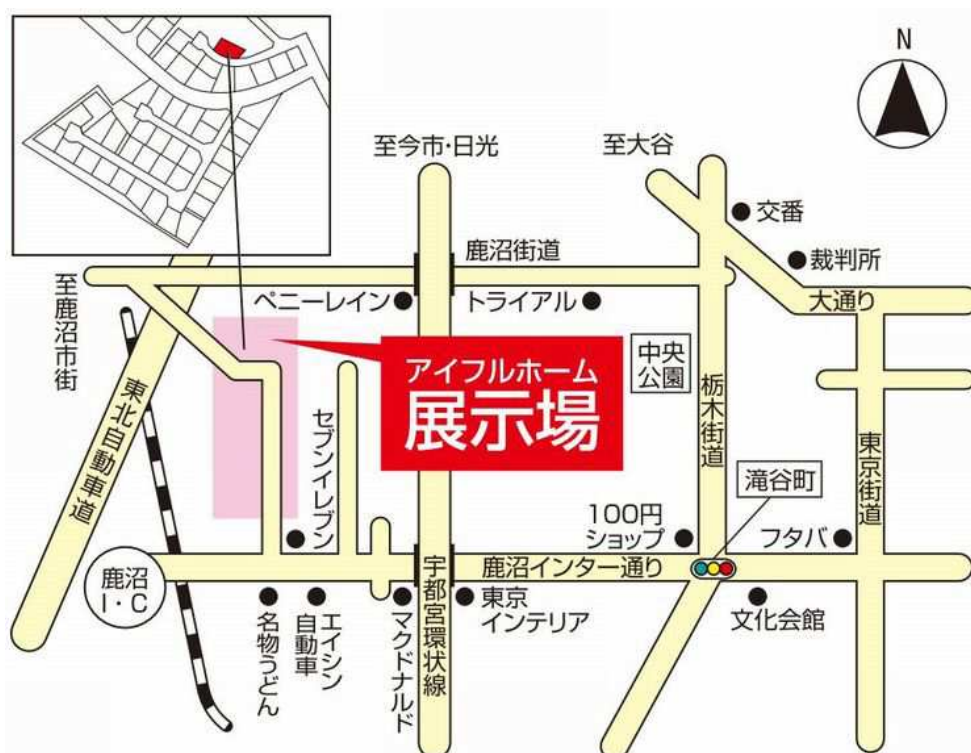 N
至今市・日光
至大谷
交番
鹿沼街道
裁判所
至鹿沼市街
ペニーレイン
トライアル
大通り
アイフルホーム
展示場
中央
公園
栃木街道
東北自動車道
セブンイレブン
東京街道
滝谷町
100円
ショップ
フタバ
鹿沼
I・C
鹿沼インター通り
宇都宮環状線
名物うどん
エイシン
自動車
マクドナルド
東京
インテリア
文化会館